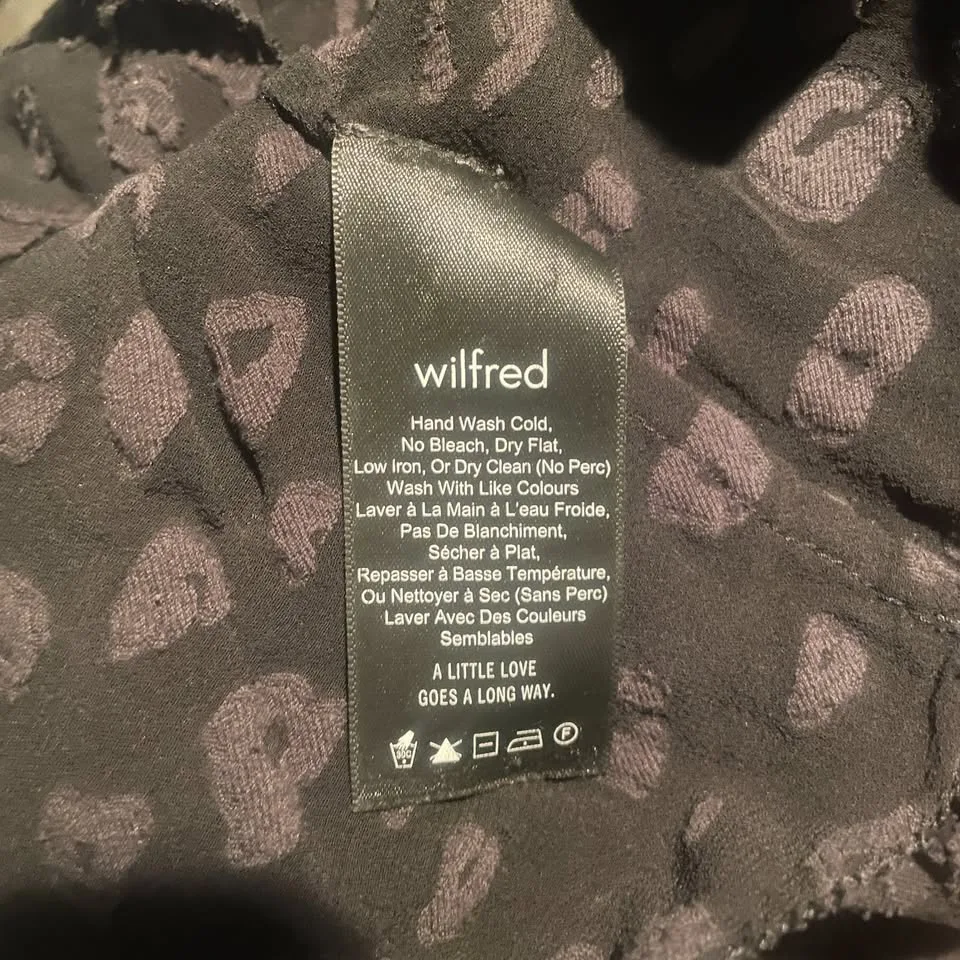 wilfred
Hand Wash Cold,
No Bleach, Dry Flat,
Low Iron, Or Dry Clean (No Perc)
Wash With Like Colours
Laver à La Main à L'eau Froide,
Pas De Blanchiment,
Sécher à Plat,
Repasser à Basse Température,
Ou Nettoyer à Sec (Sans Perc)
Laver Avec Des Couleurs
Semblables
A LITTLE LOVE
GOES A LONG WAY.
30C F